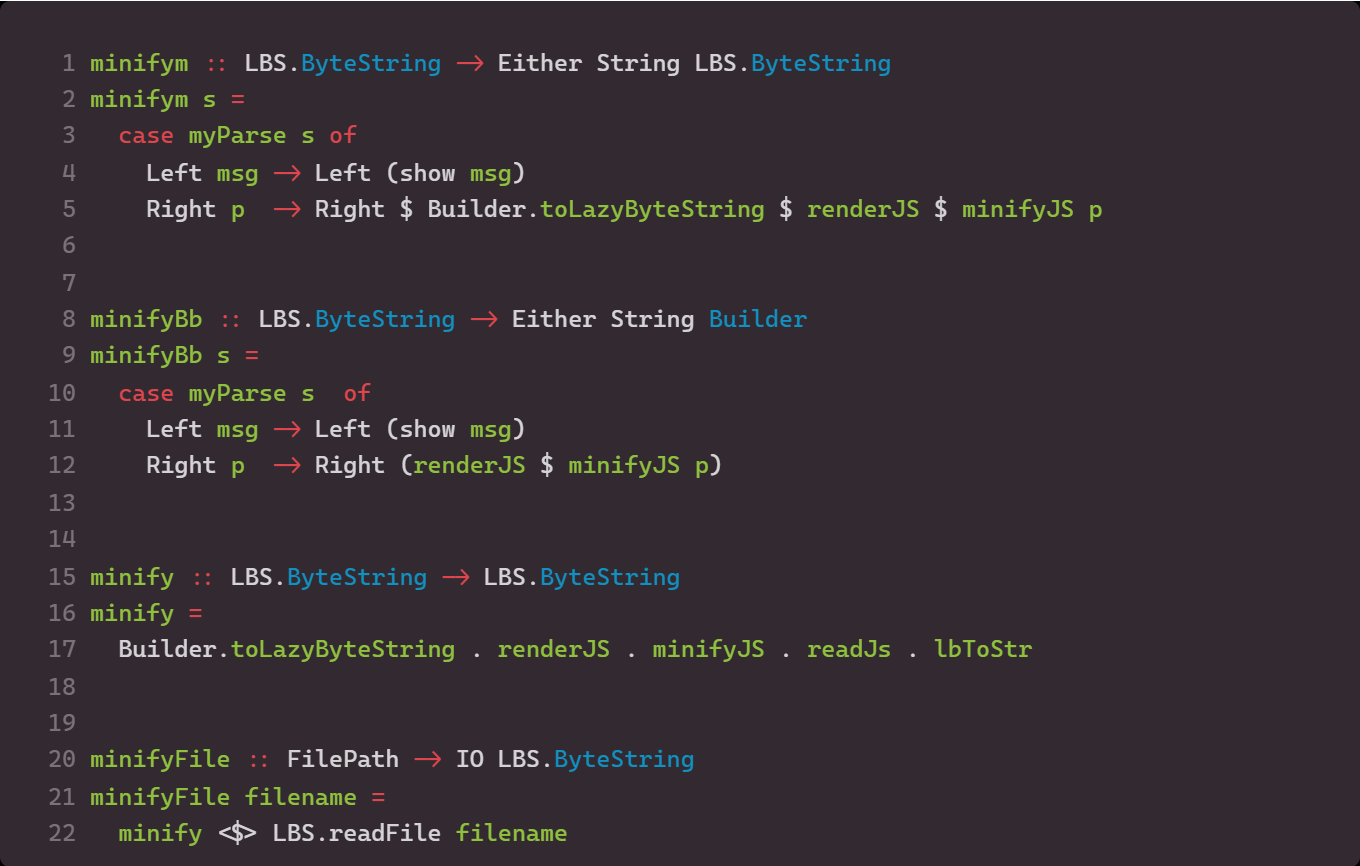 1 minifym :: LBS.ByteString -> Either String LBS.ByteString
2 minifym s =
3   case myParse s of
4     Left msg -> Left (show msg)
5     Right p  -> Right $ Builder.toLazyByteString $ renderJS $ minifyJS p
6
7
8 minifyBb :: LBS.ByteString -> Either String Builder
9 minifyBb s =
10   case myParse s  of
11     Left msg -> Left (show msg)
12     Right p  -> Right (renderJS $ minifyJS p)
13
14
15 minify :: LBS.ByteString -> LBS.ByteString
16 minify =
17   Builder.toLazyByteString . renderJS . minifyJS . readJs . lbToStr
18
19
20 minifyFile :: FilePath -> IO LBS.ByteString
21 minifyFile filename =
22   minify <$> LBS.readFile filename